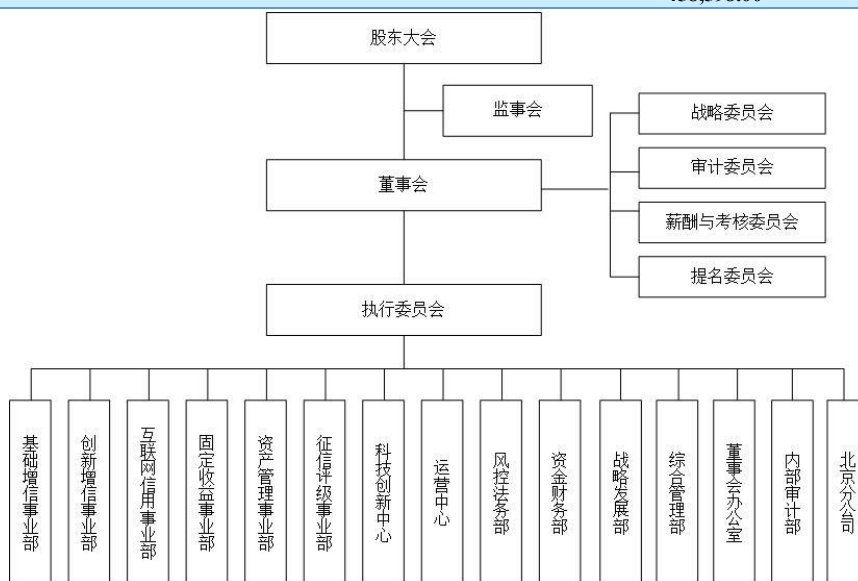 股东大会
监事会
战略委员会
审计委员会
董事会
薪酬与考核委员会
提名委员会
执行委员会
基础增信事业部
创新增信事业部
互联网信用事业部
固定收益事业部
资产管理事业部
征信评级事业部
科技创新中心
运营中心
风控法务部
资金财务部
战略发展部
综合管理部
董事会办公室
内部审计部
北京分公司